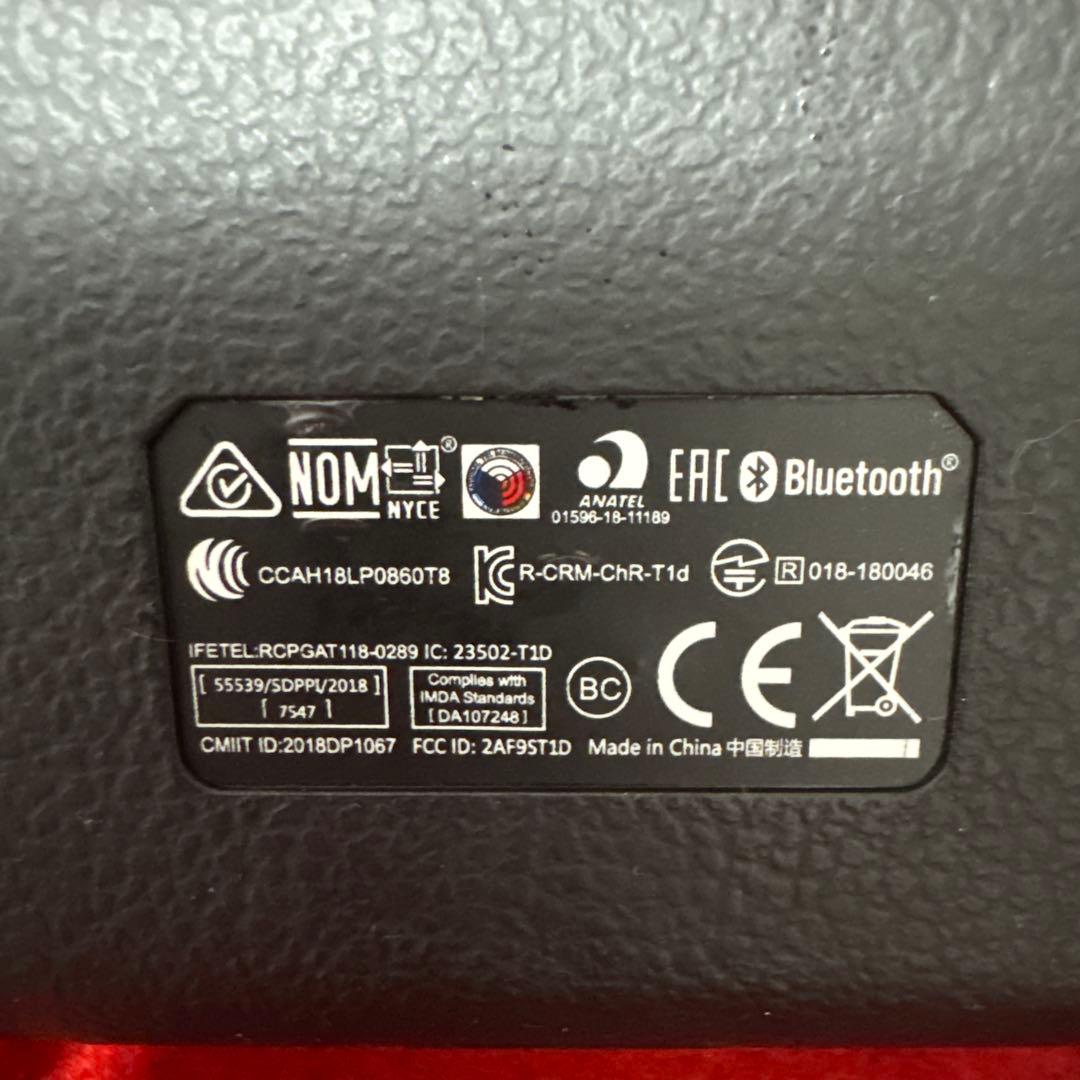 NOM NYCE ® ANATEL EAC Bluetooth®
01596-18-11189
CCAH18LP0860T8 R-CRM-ChR-T1d R 018-180046
IFETEL:RCPGAT118-0289 IC: 23502-T1D
[ 55539/SDPPI/2018 ]
[ 7547 ]
Complies with
IMDA Standards
[ DA107248 ]
BC CE
CMIIT ID:2018DP1067 FCC ID: 2AF9ST1D Made in China 中国制造